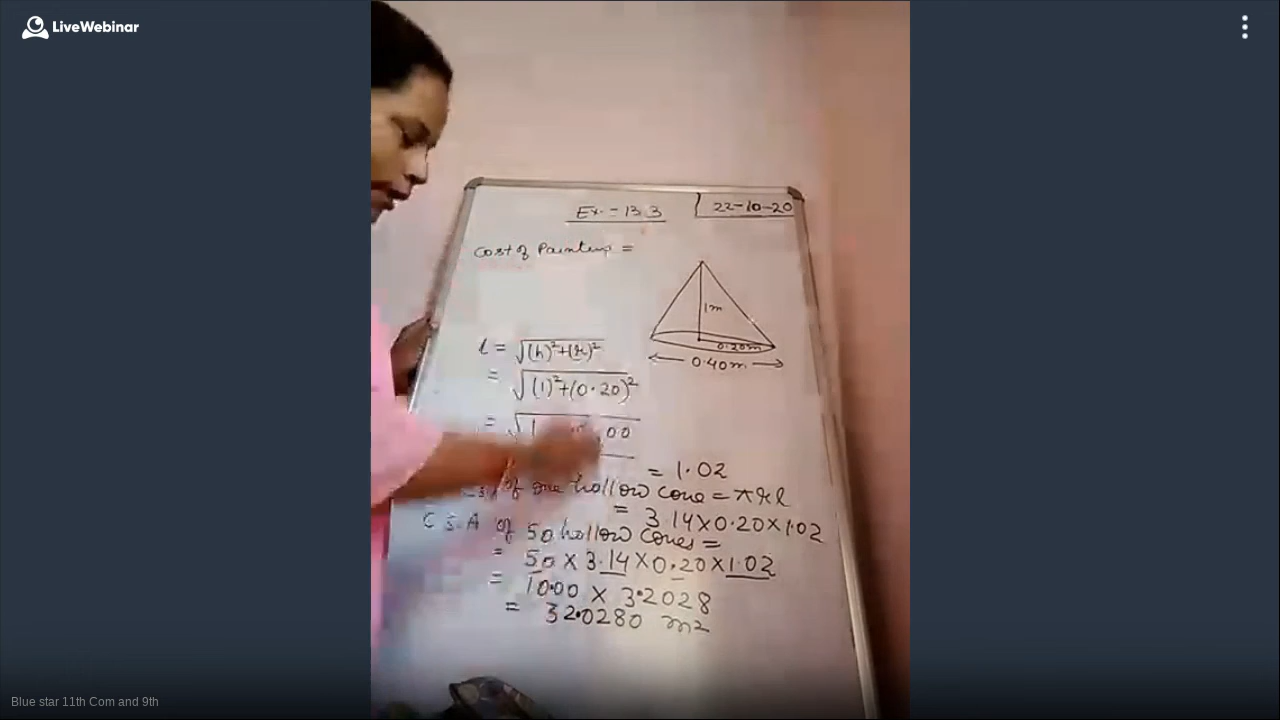 LiveWebinar
Ex. = 13.3
22-10-20
Cost of Painting =
1m
0.20m
0.40m
l = √(h)²+(r)²
= √(1)²+(0.20)²
= √1
= 1.02
of one hollow cone = πrl
= 3.14×0.20×1.02
C.S.A of 50 hollow cones =
= 50 × 3.14 × 0.20 × 1.02
= 10.00 × 3.2028
= 32.0280 m2
Blue star 11th Com and 9th